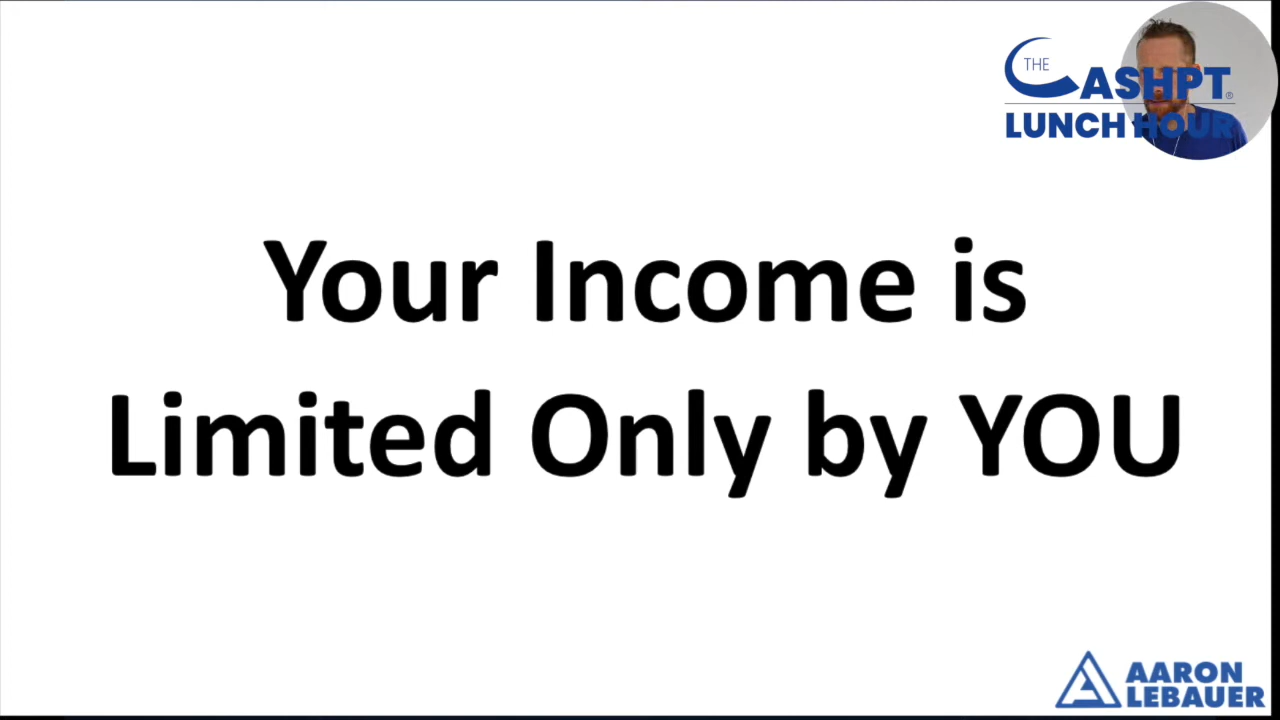 THE
CASHPT®
LUNCH HOUR
Your Income is
Limited Only by YOU
AARON
LEBAUER